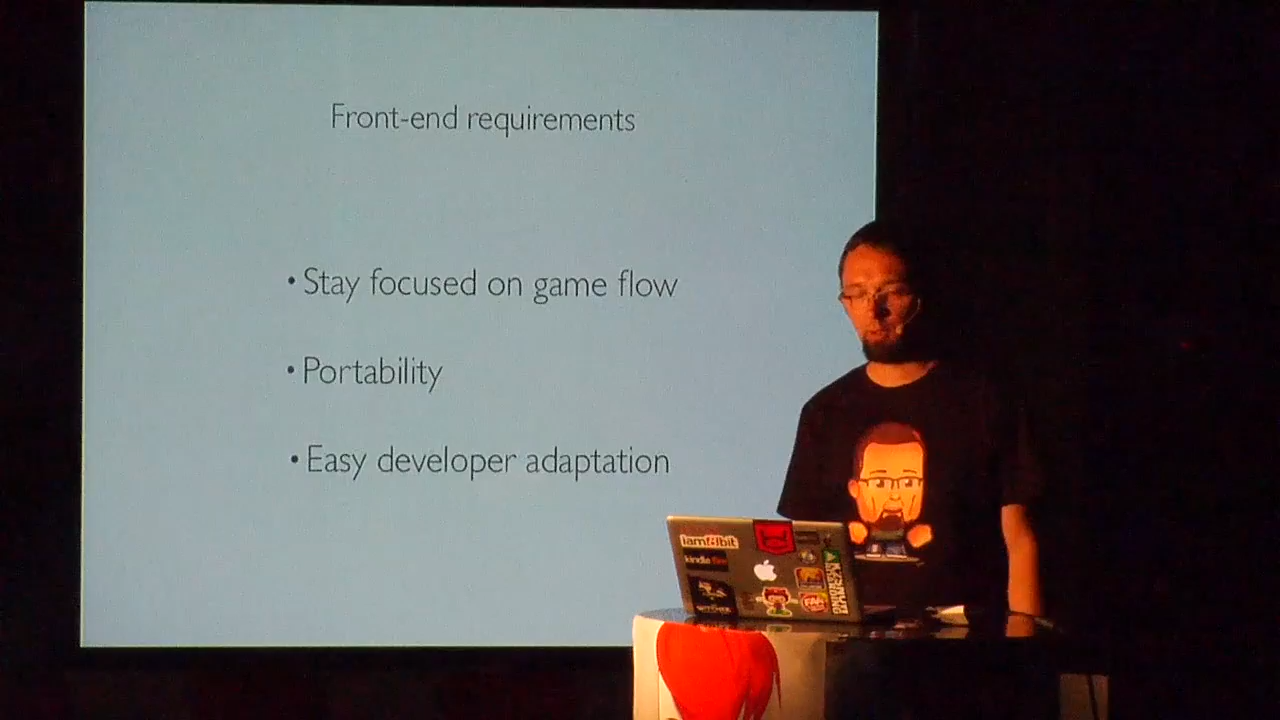 Front-end requirements
• Stay focused on game flow
• Portability
• Easy developer adaptation
iam8bit
kindle fire